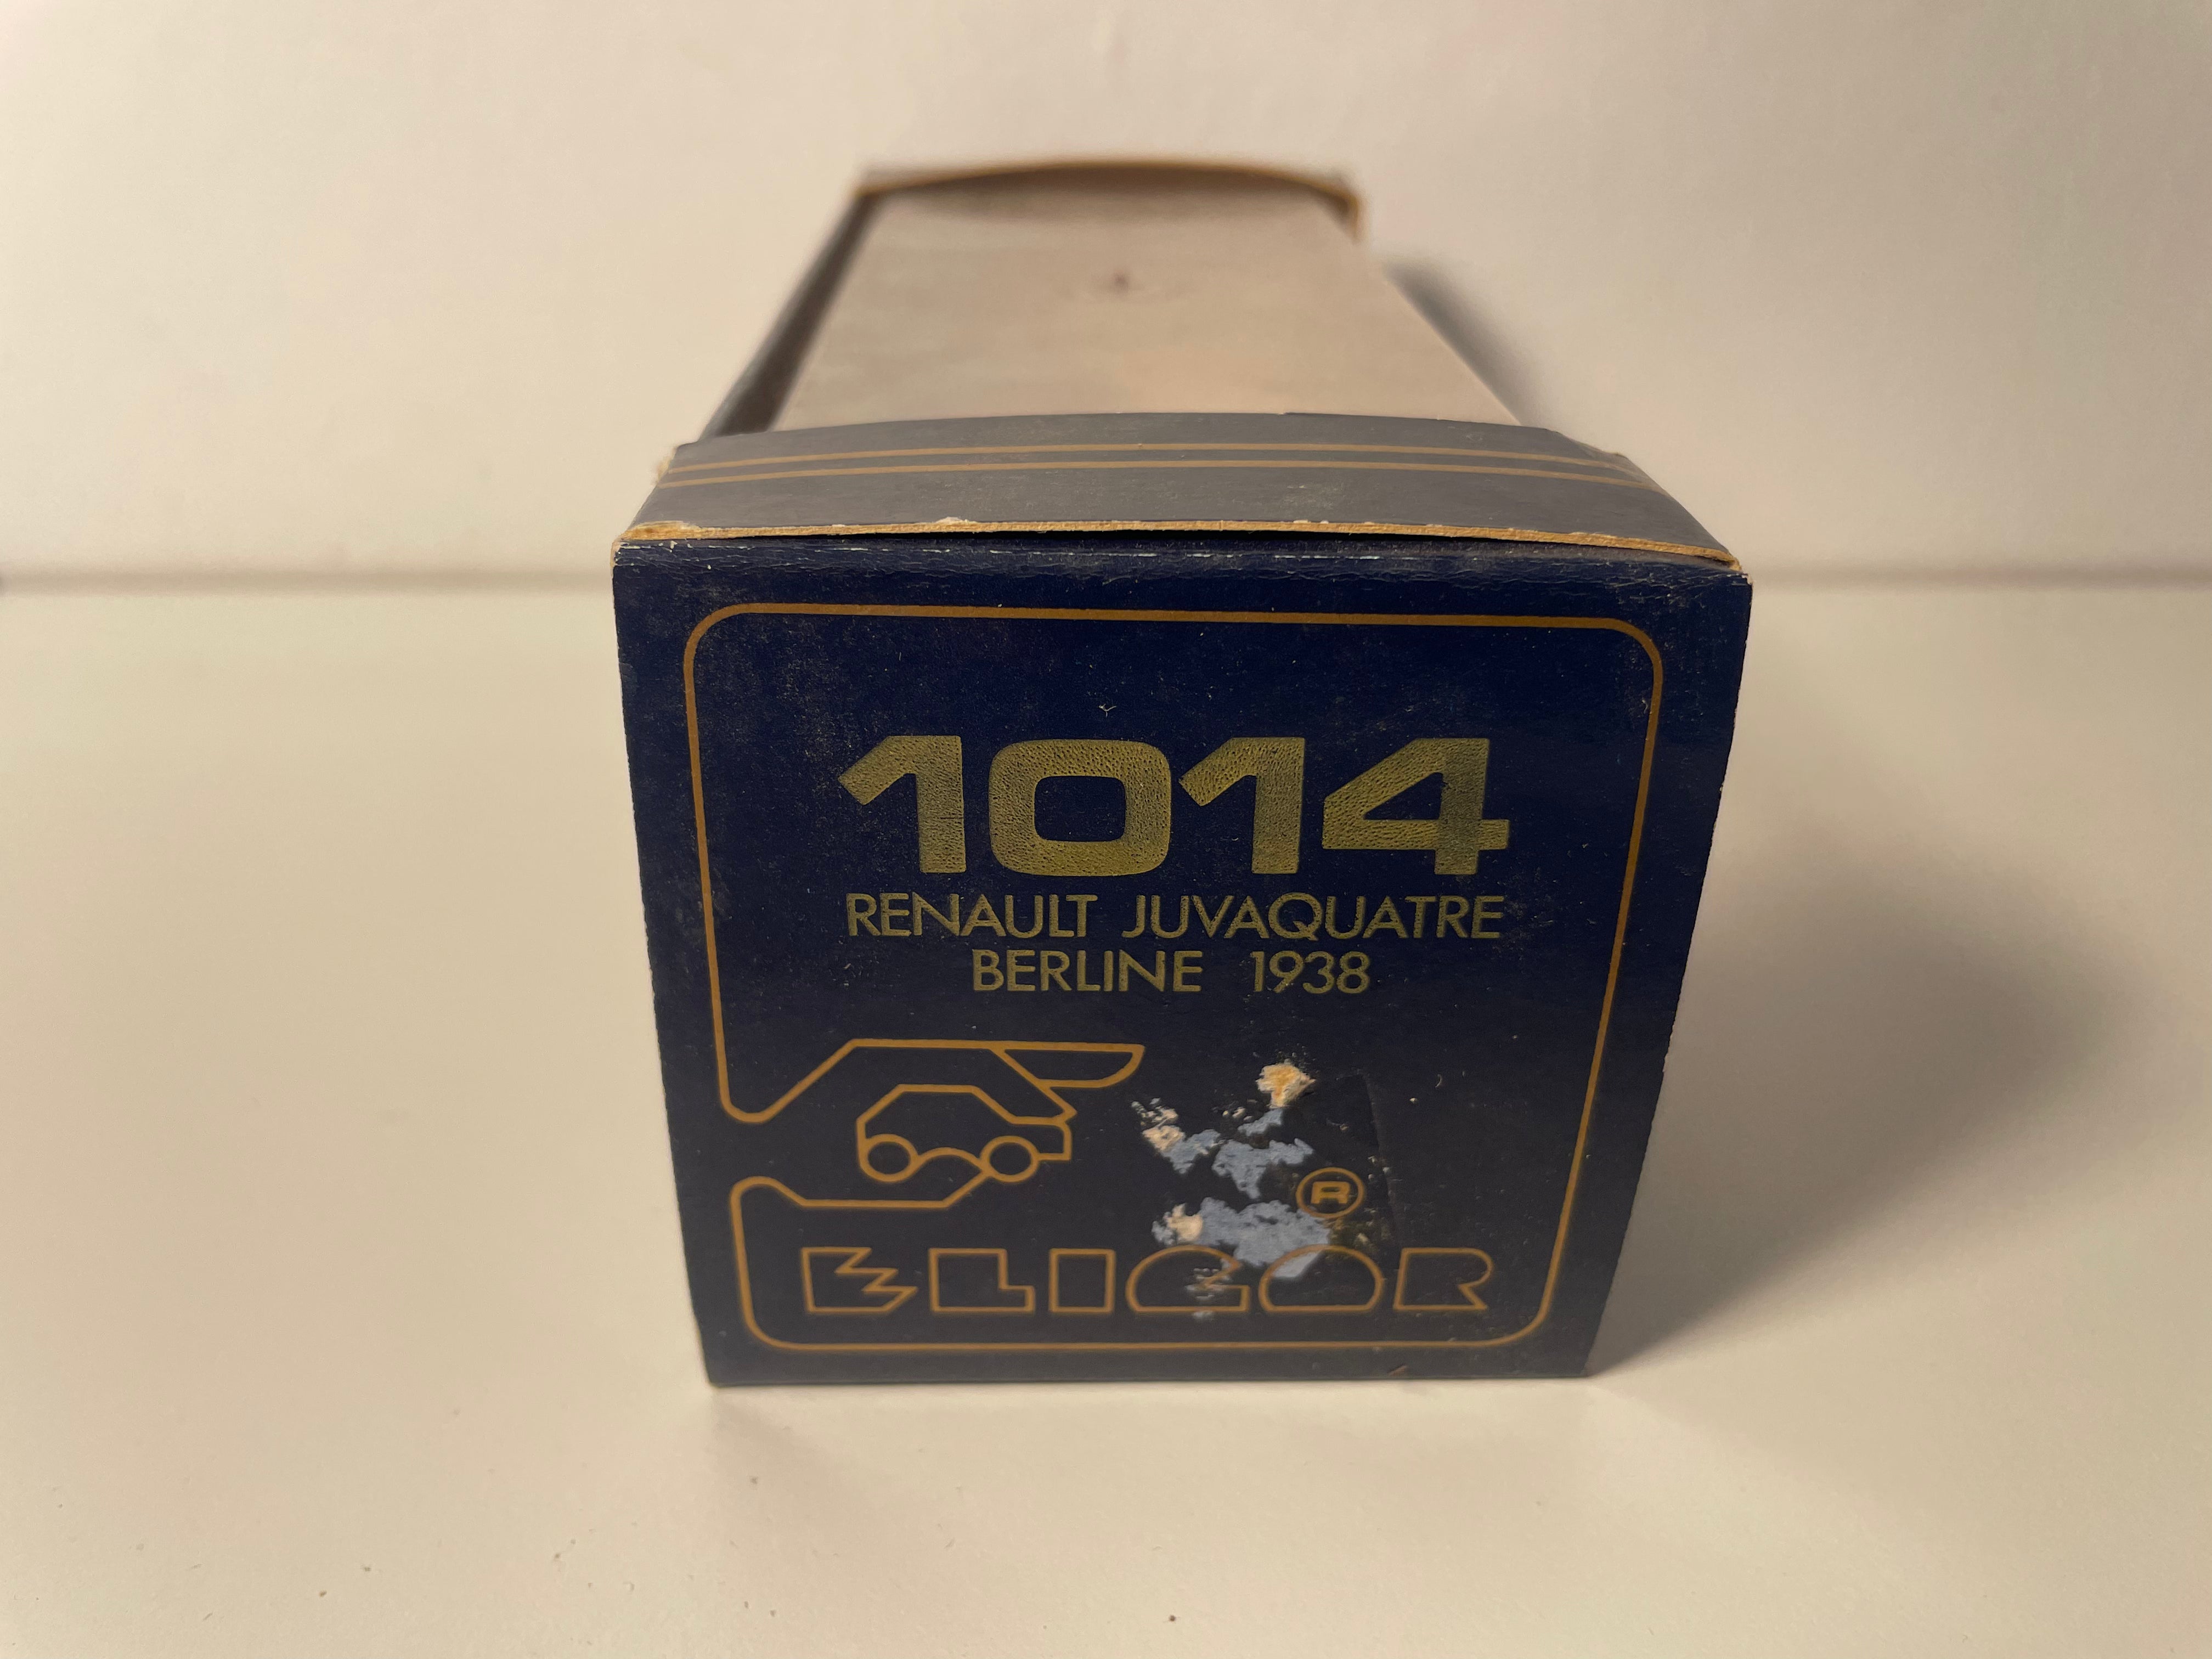 1014
RENAULT JUVAQUATRE
BERLINE 1938
®
ELIGOR